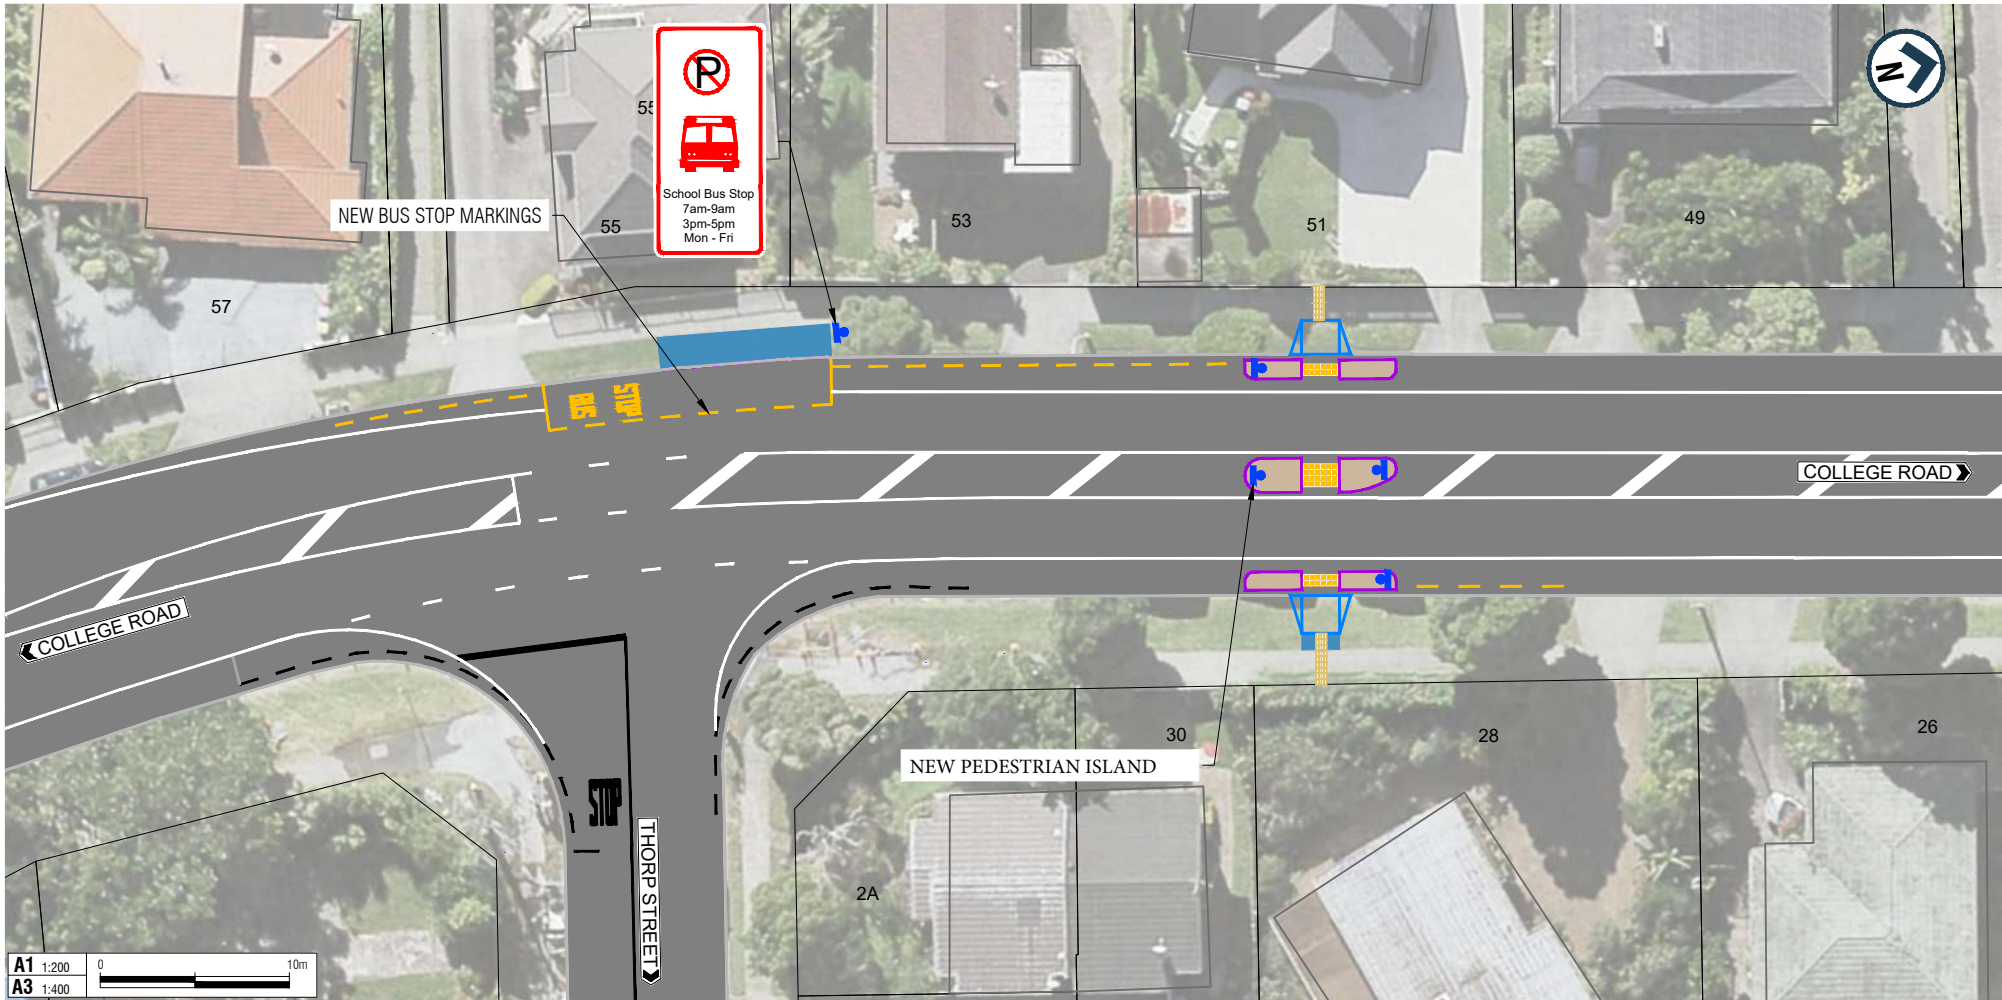 P
School Bus Stop
7am-9am
3pm-5pm
Mon - Fri
N
NEW BUS STOP MARKINGS
55
55
53
51
49
57
BUS
STOP
COLLEGE ROAD
COLLEGE ROAD
NEW PEDESTRIAN ISLAND
30
28
26
2A
STOP
THORP STREET
A1 1:200
A3 1:400
0 10m